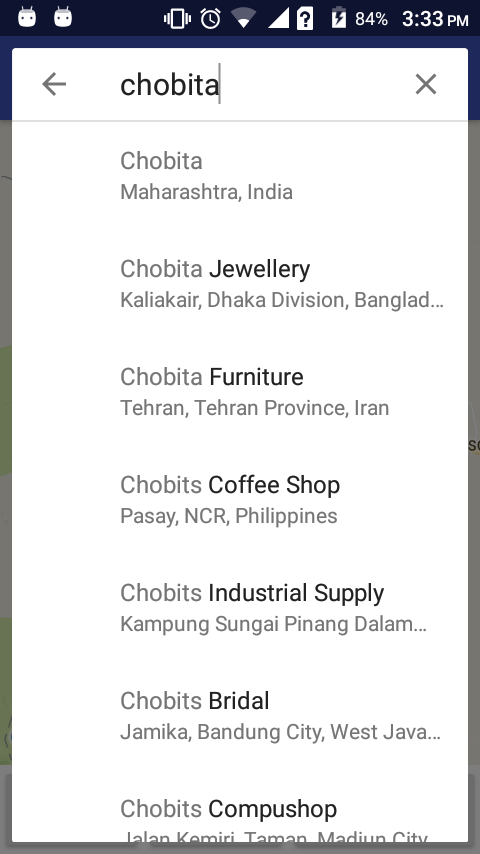 84% 3:33 PM
chobita
Chobita
Maharashtra, India
Chobita Jewellery
Kaliakair, Dhaka Division, Banglad...
Chobita Furniture
Tehran, Tehran Province, Iran
Chobits Coffee Shop
Pasay, NCR, Philippines
Chobits Industrial Supply
Kampung Sungai Pinang Dalam...
Chobits Bridal
Jamika, Bandung City, West Java...
Chobits Compushop
Jalan Kemiri, Taman, Madiun City